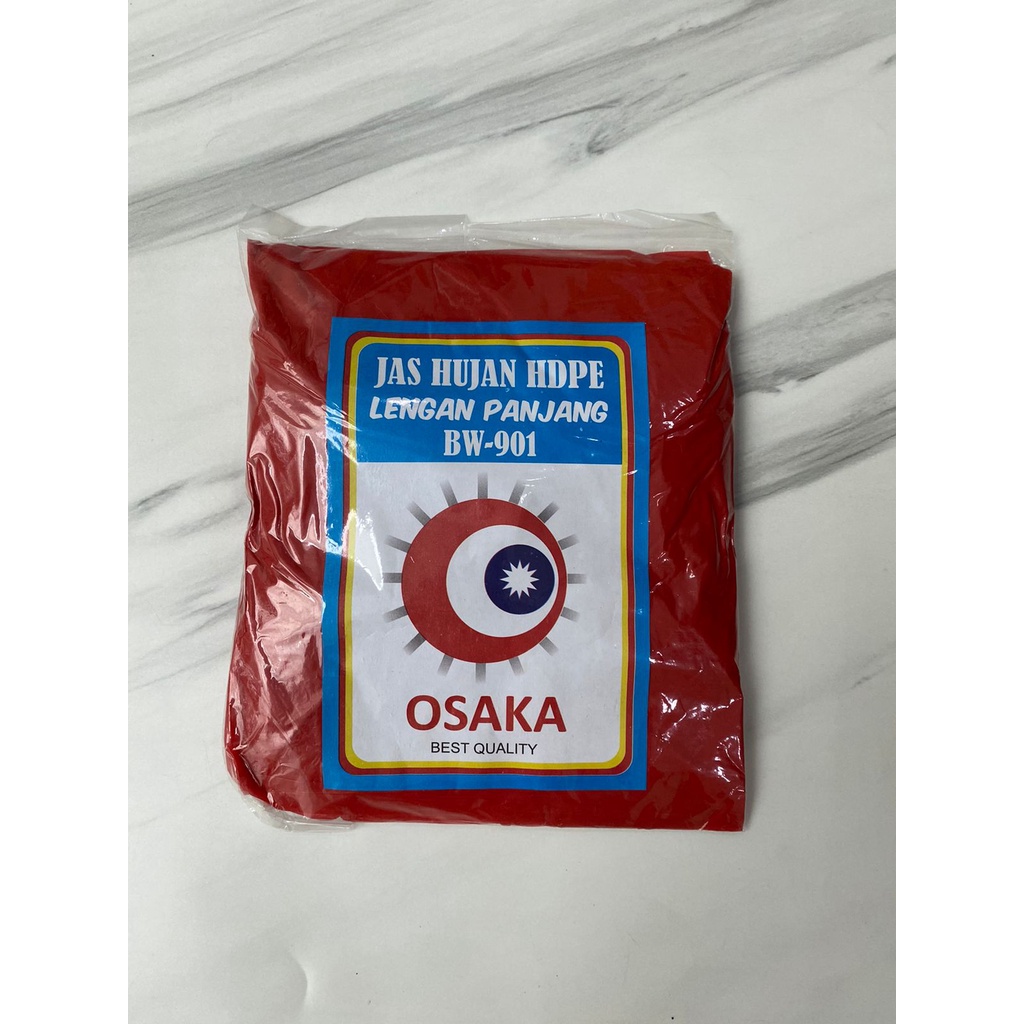 JAS HUJAN HDPE
LENGAN PANJANG
BW-901
OSAKA
BEST QUALITY